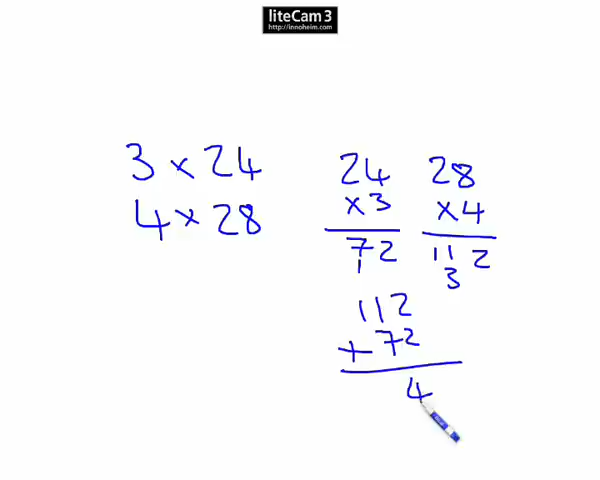 liteCam 3
http://innoheim.com
3 x 24
4 x 28
24
x3
72
1
28
x4
112
3
112
+72
4